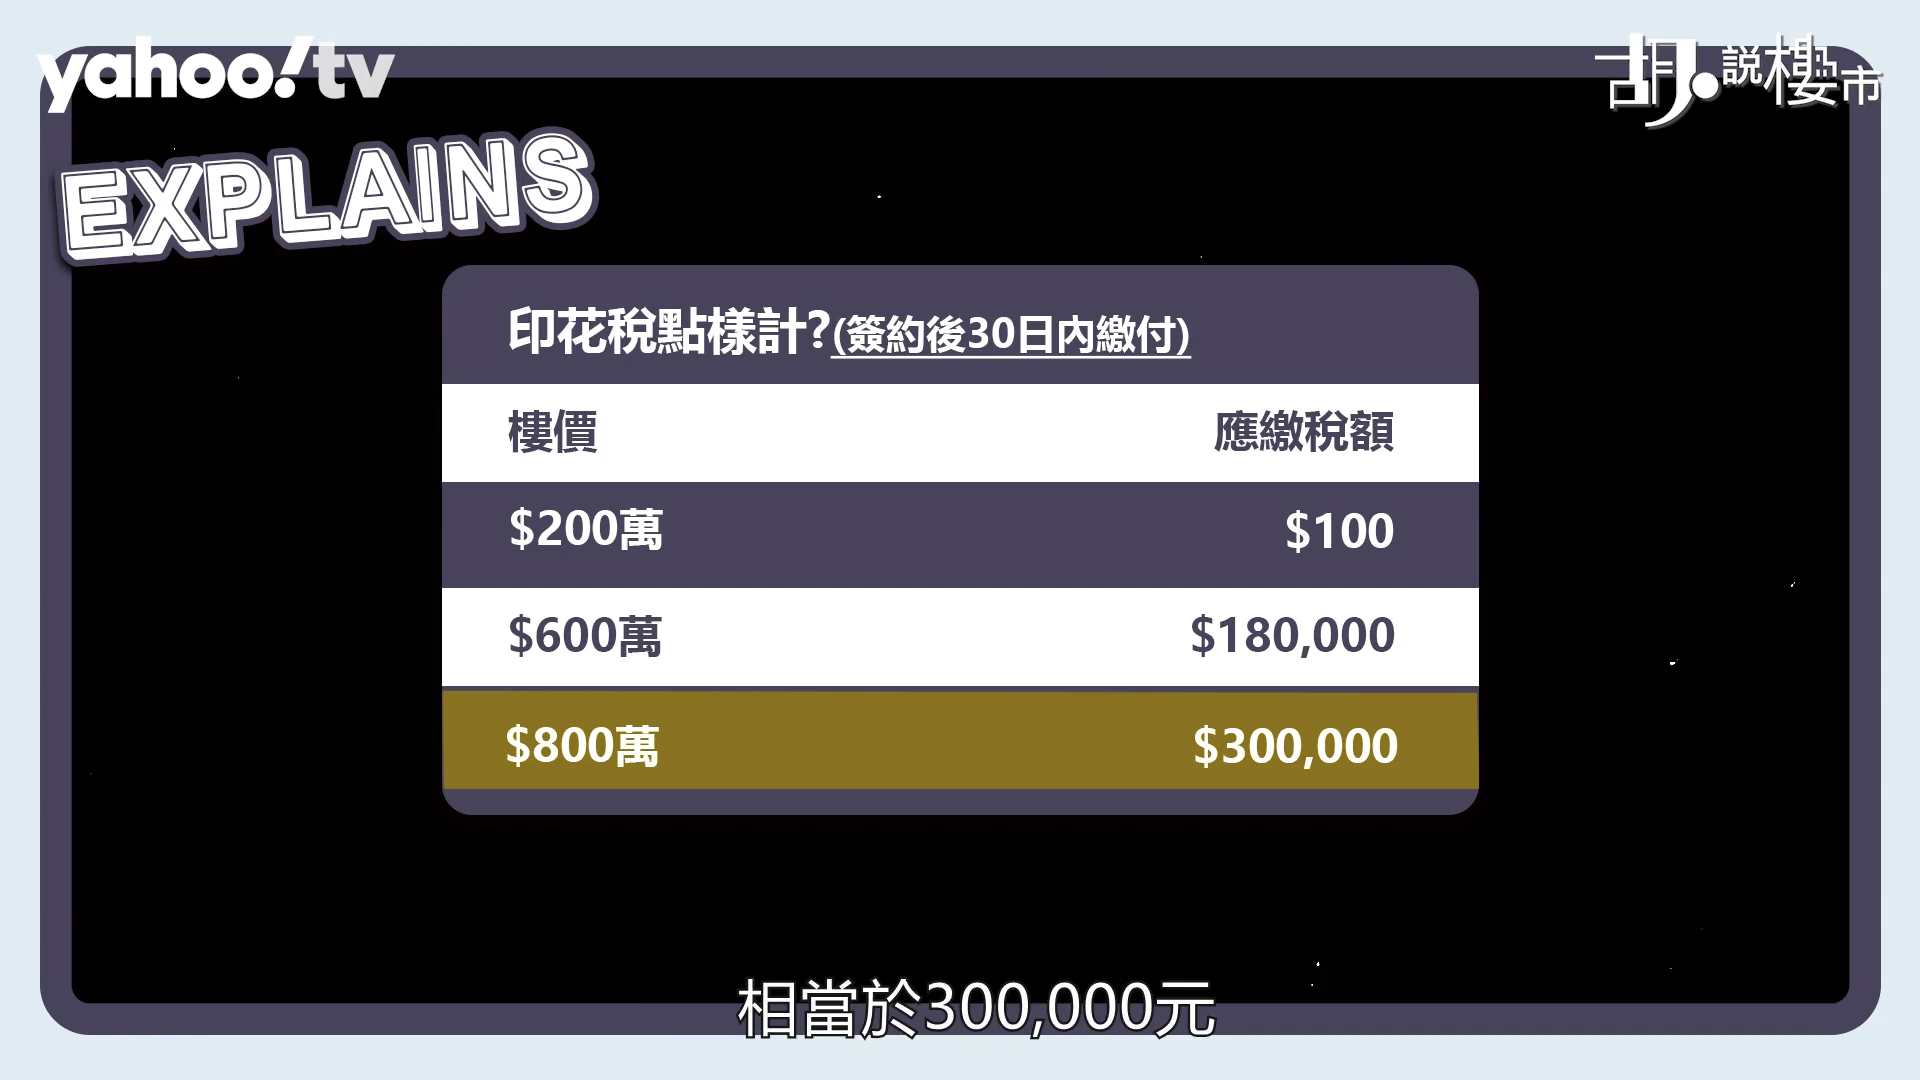 yahoo!tv
胡.説樓市
EXPLAINS
印花稅點樣計?(簽約後30日內繳付)
樓價 應繳稅額
$200萬 $100
$600萬 $180,000
$800萬 $300,000
相當於300,000元